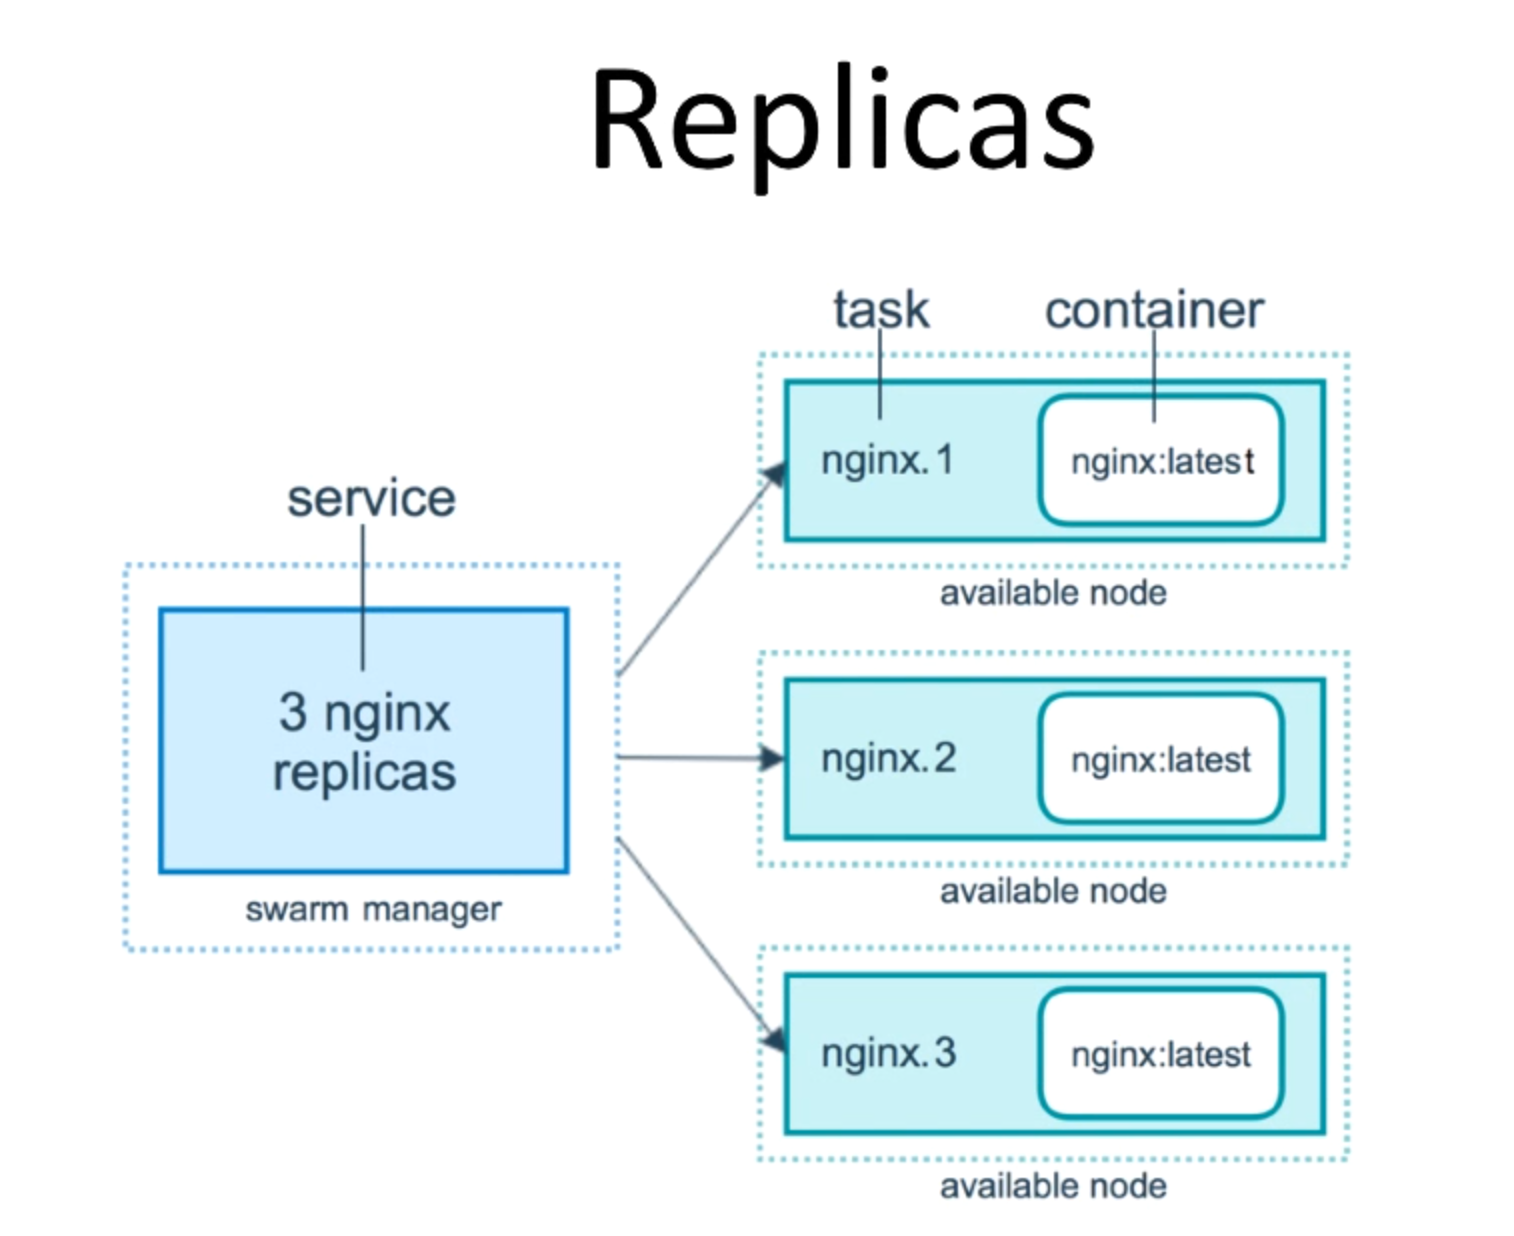 Replicas
task
container
service
nginx.1
nginx:latest
available node
3 nginx
replicas
swarm manager
nginx.2
nginx:latest
available node
nginx.3
nginx:latest
available node